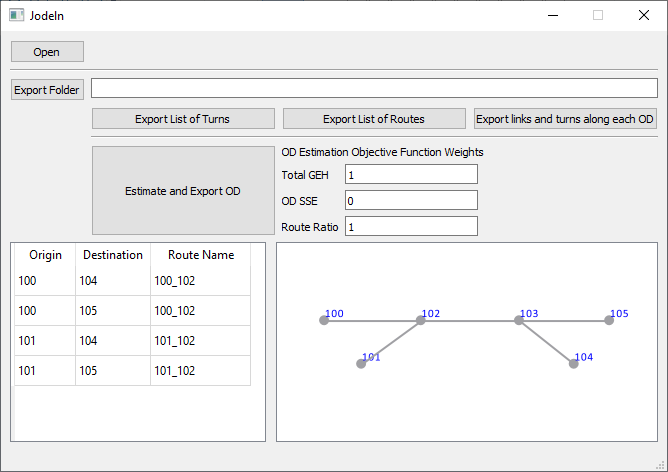 JodeIn
Open
Export Folder
Export List of Turns
Export List of Routes
Export links and turns along each OD
Estimate and Export OD
OD Estimation Objective Function Weights
Total GEH 1
OD SSE 0
Route Ratio 1
Origin Destination Route Name
100 104 100_102
100 105 100_102
101 104 101_102
101 105 101_102
100 102 103 105
101 104